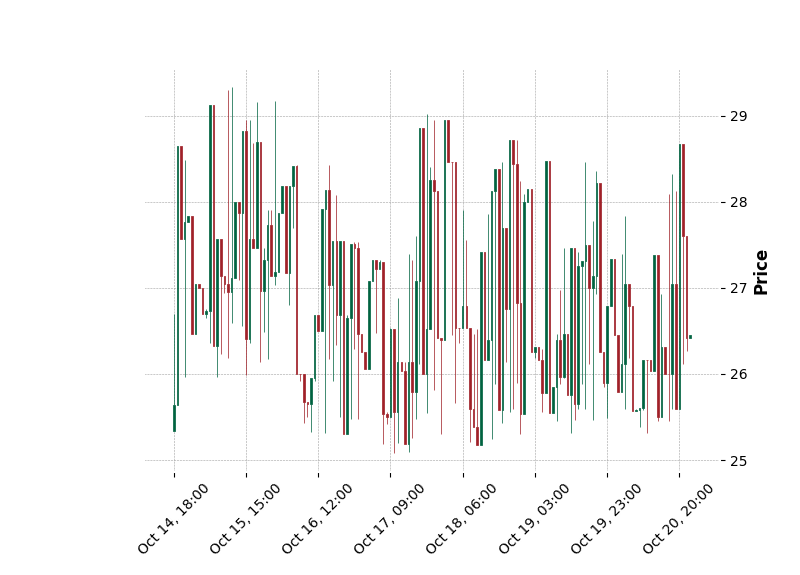 29
28
27
26
25
Price
Oct 14, 18:00
Oct 15, 15:00
Oct 16, 12:00
Oct 17, 09:00
Oct 18, 06:00
Oct 19, 03:00
Oct 19, 23:00
Oct 20, 20:00